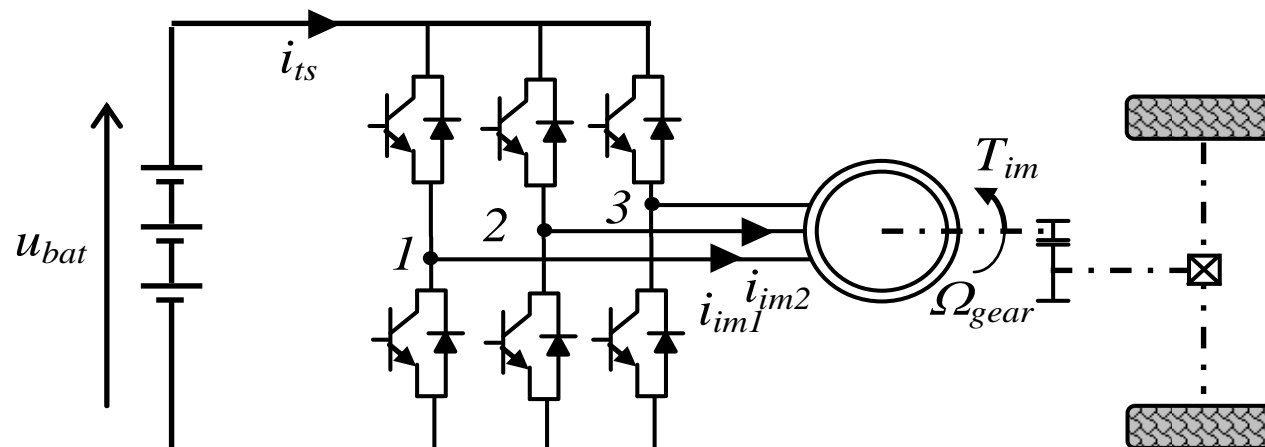 i_ts
T_im
3
2
u_bat
1
i_im2
Ω_gear
i_im1